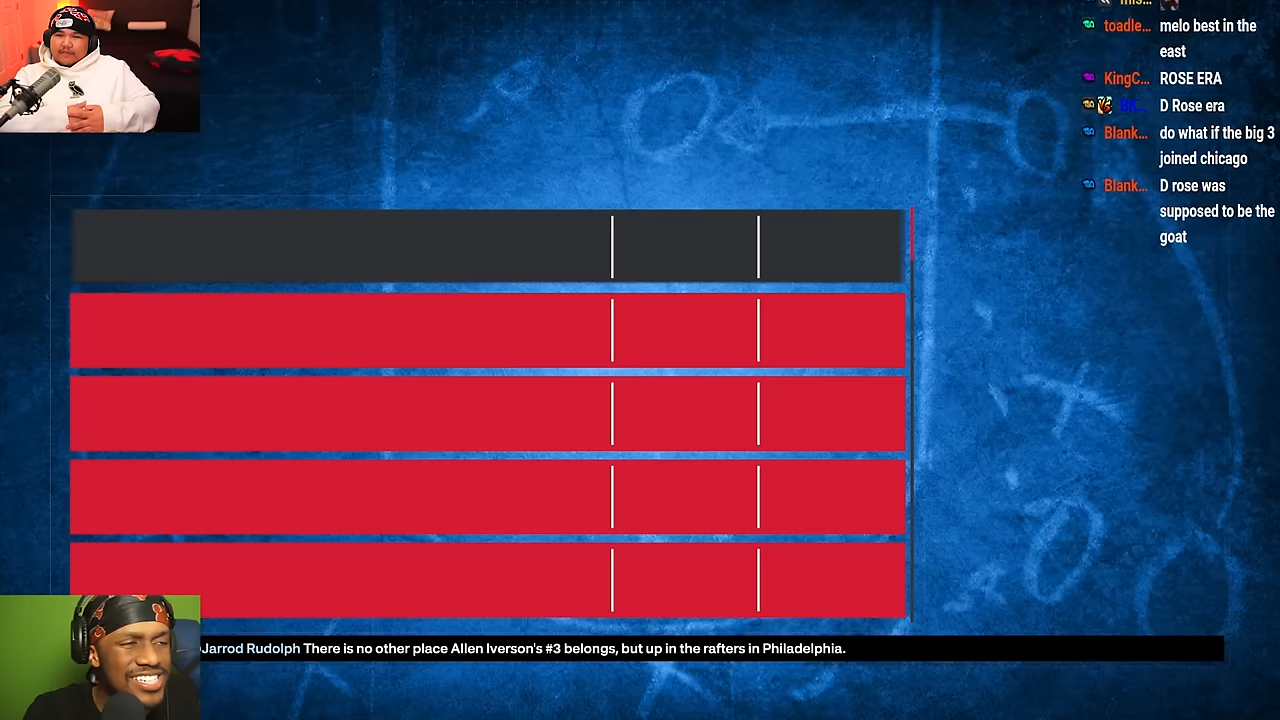 toadle... melo best in the
east
KingC... ROSE ERA
BK... D Rose era
Blank... do what if the big 3
joined chicago
Blank... D rose was
supposed to be the
goat
Jarrod Rudolph There is no other place Allen Iverson's #3 belongs, but up in the rafters in Philadelphia.